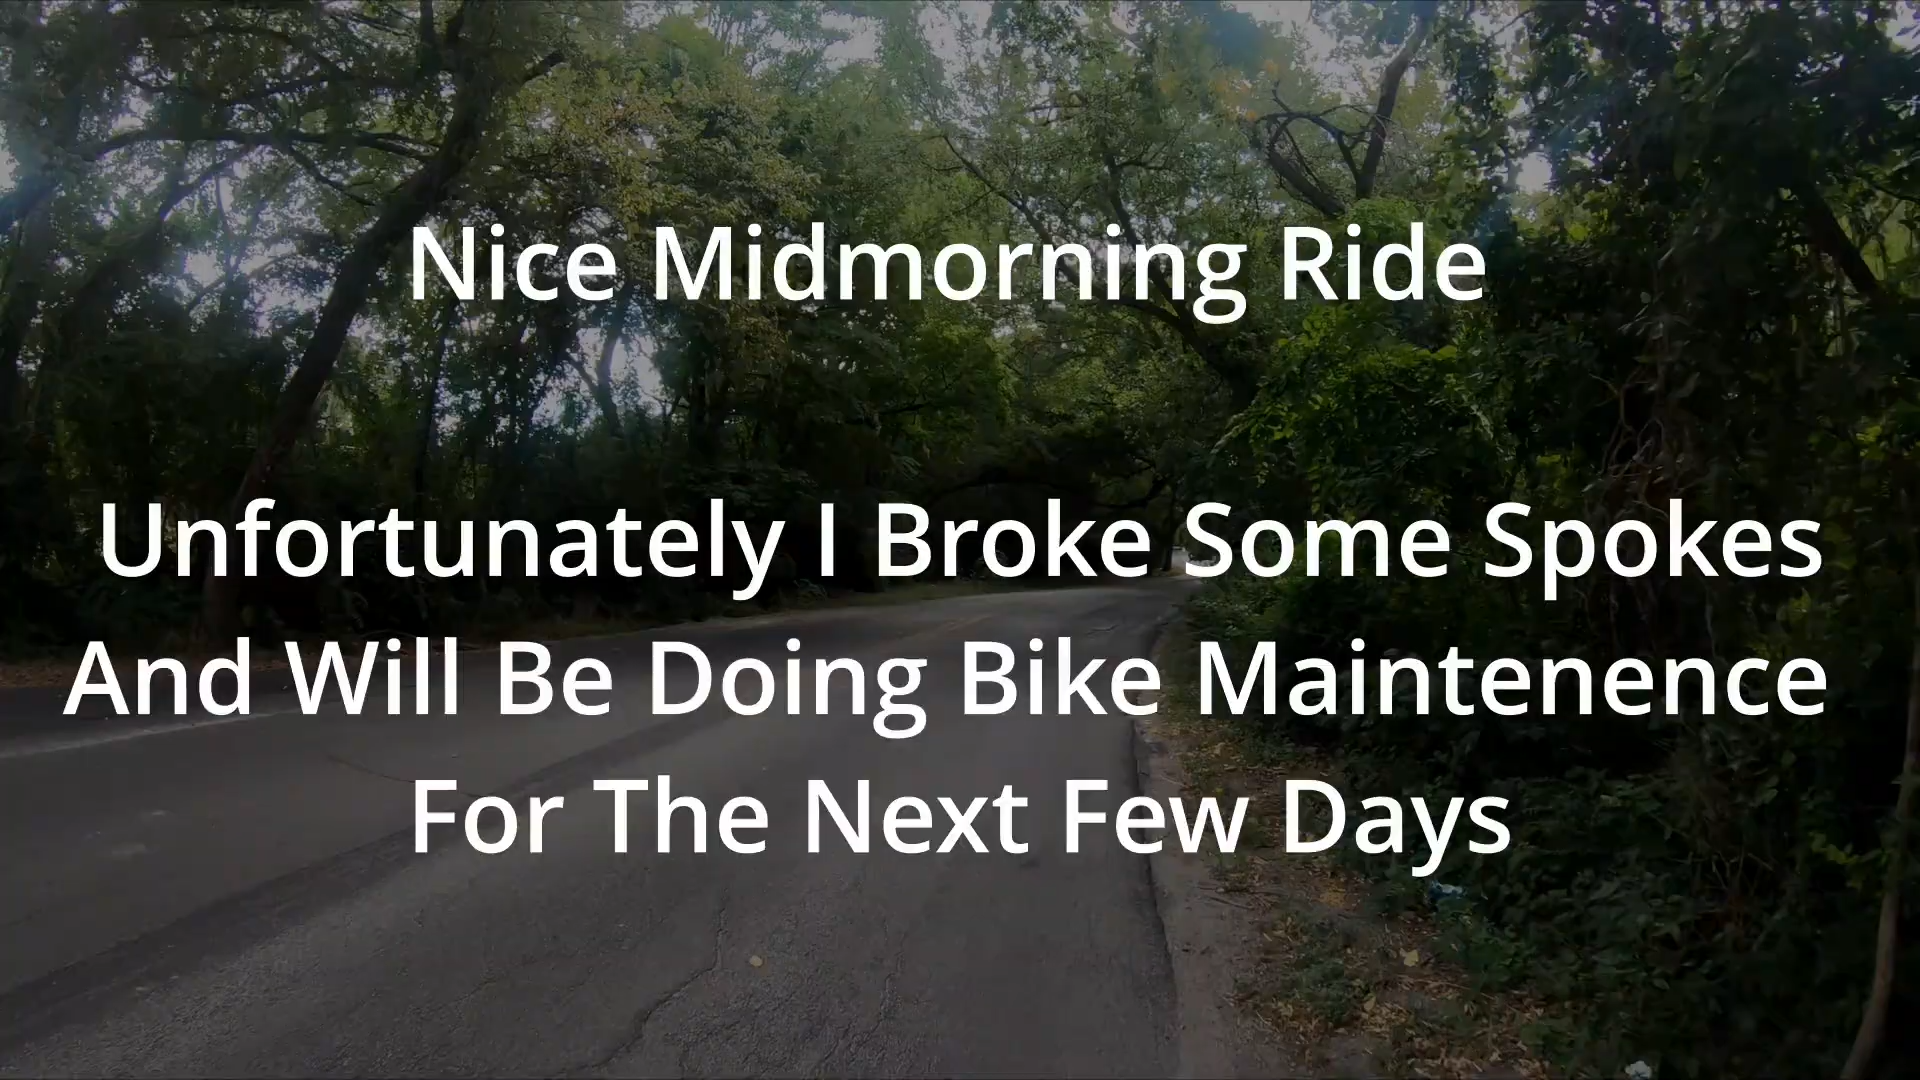 Nice Midmorning Ride
Unfortunately I Broke Some Spokes
And Will Be Doing Bike Maintenence
For The Next Few Days